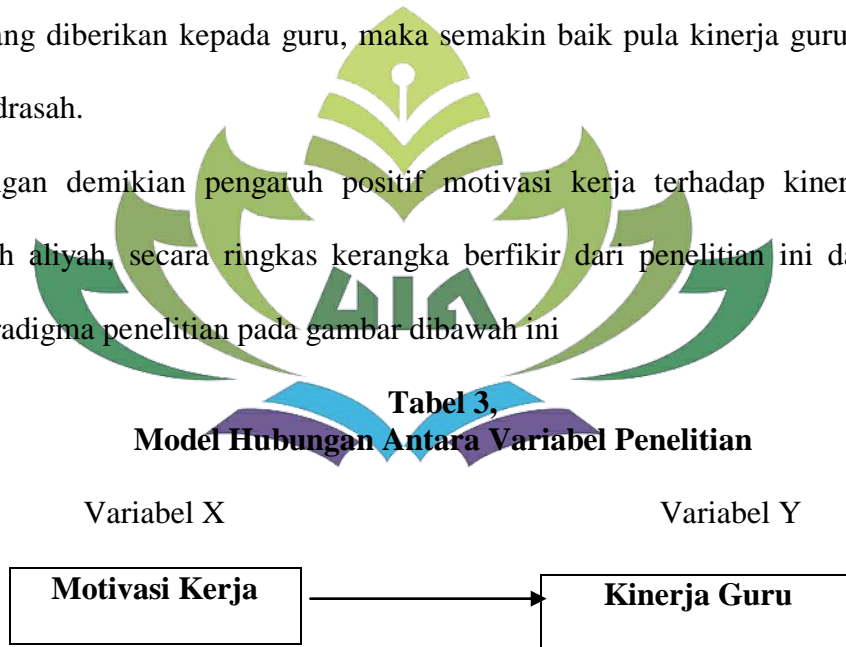 ang diberikan kepada guru, maka semakin baik pula kinerja guru
drasah.
ngan demikian pengaruh positif motivasi kerja terhadap kiner
h aliyah, secara ringkas kerangka berfikir dari penelitian ini da
radigma penelitian pada gambar dibawah ini
UIN
Tabel 3,
Model Hubungan Antara Variabel Penelitian
Variabel X Variabel Y
Motivasi Kerja Kinerja Guru